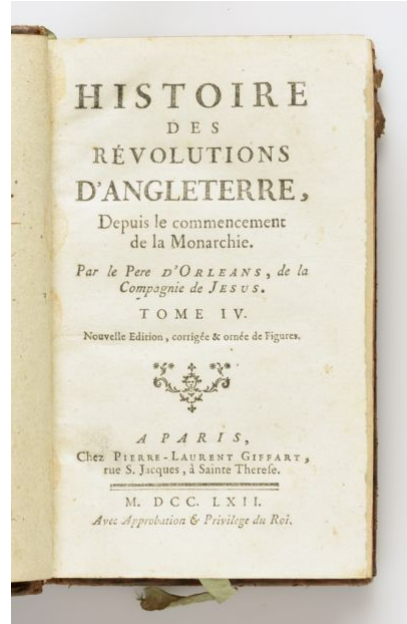 HISTOIRE
DES
RÉVOLUTIONS
D'ANGLETERRE,
Depuis le commencement
de la Monarchie.
Par le Pere D'ORLEANS, de la
Compagnie de JESUS.
TOME IV.
Nouvelle Edition, corrigée & ornée de Figures.
A PARIS,
Chez PIERRE-LAURENT GIFFART,
rue S. Jacques, à Sainte Therese.
M. DCC. LXII.
Avec Approbation & Privilege du Roi.